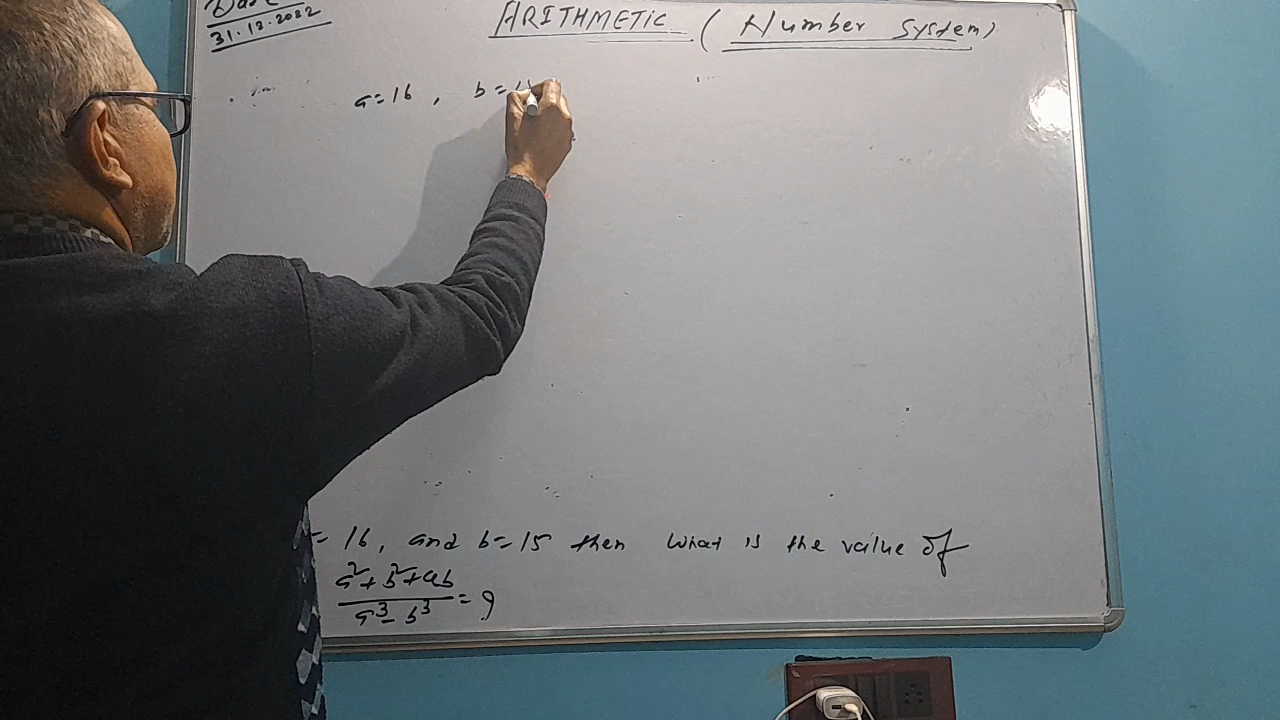 Date
31.12.2022
ARITHMETIC (Number System)
a=16, b=1
= 16, and b=15 then what is the value of
a²+b²+ab
a³-b³ = ?